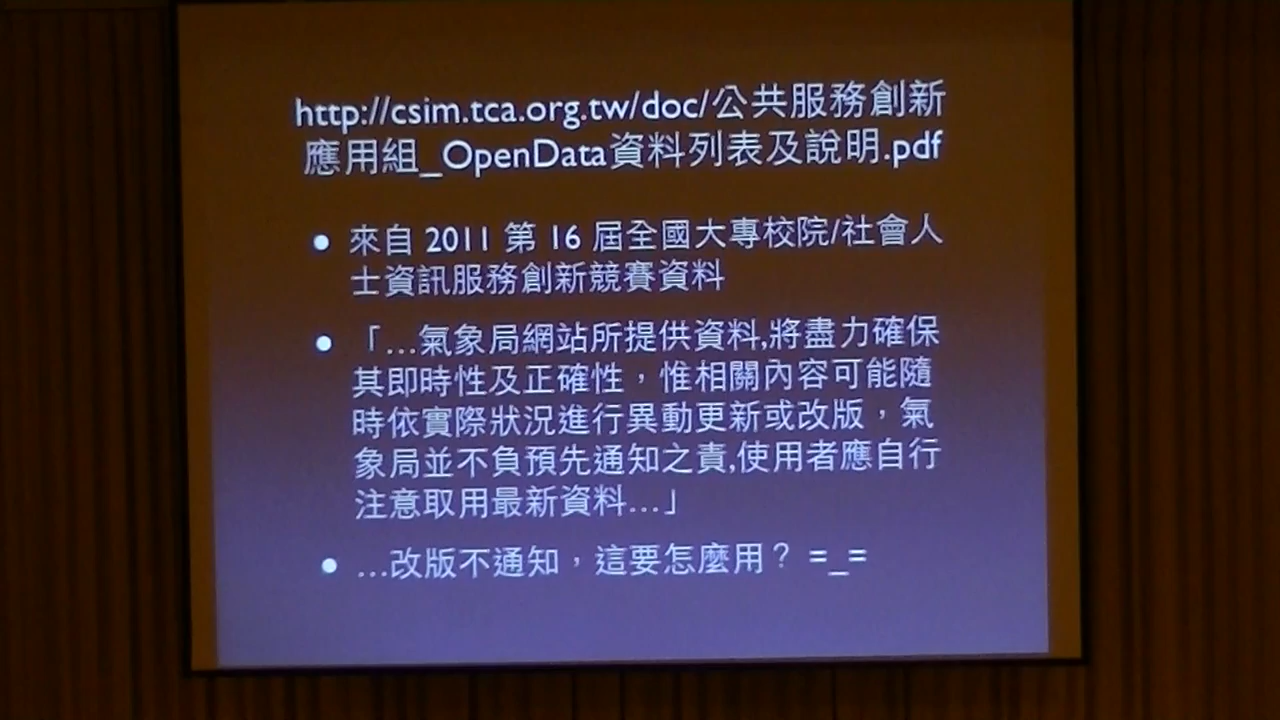 http://csim.tca.org.tw/doc/公共服務創新
應用組_OpenData資料列表及說明.pdf
• 來自 2011 第 16 屆全國大專校院/社會人
士資訊服務創新競賽資料
• 「…氣象局網站所提供資料,將盡力確保
其即時性及正確性，惟相關內容可能隨
時依實際狀況進行異動更新或改版，氣
象局並不負預先通知之責,使用者應自行
注意取用最新資料…」
• …改版不通知，這要怎麼用？ =_=